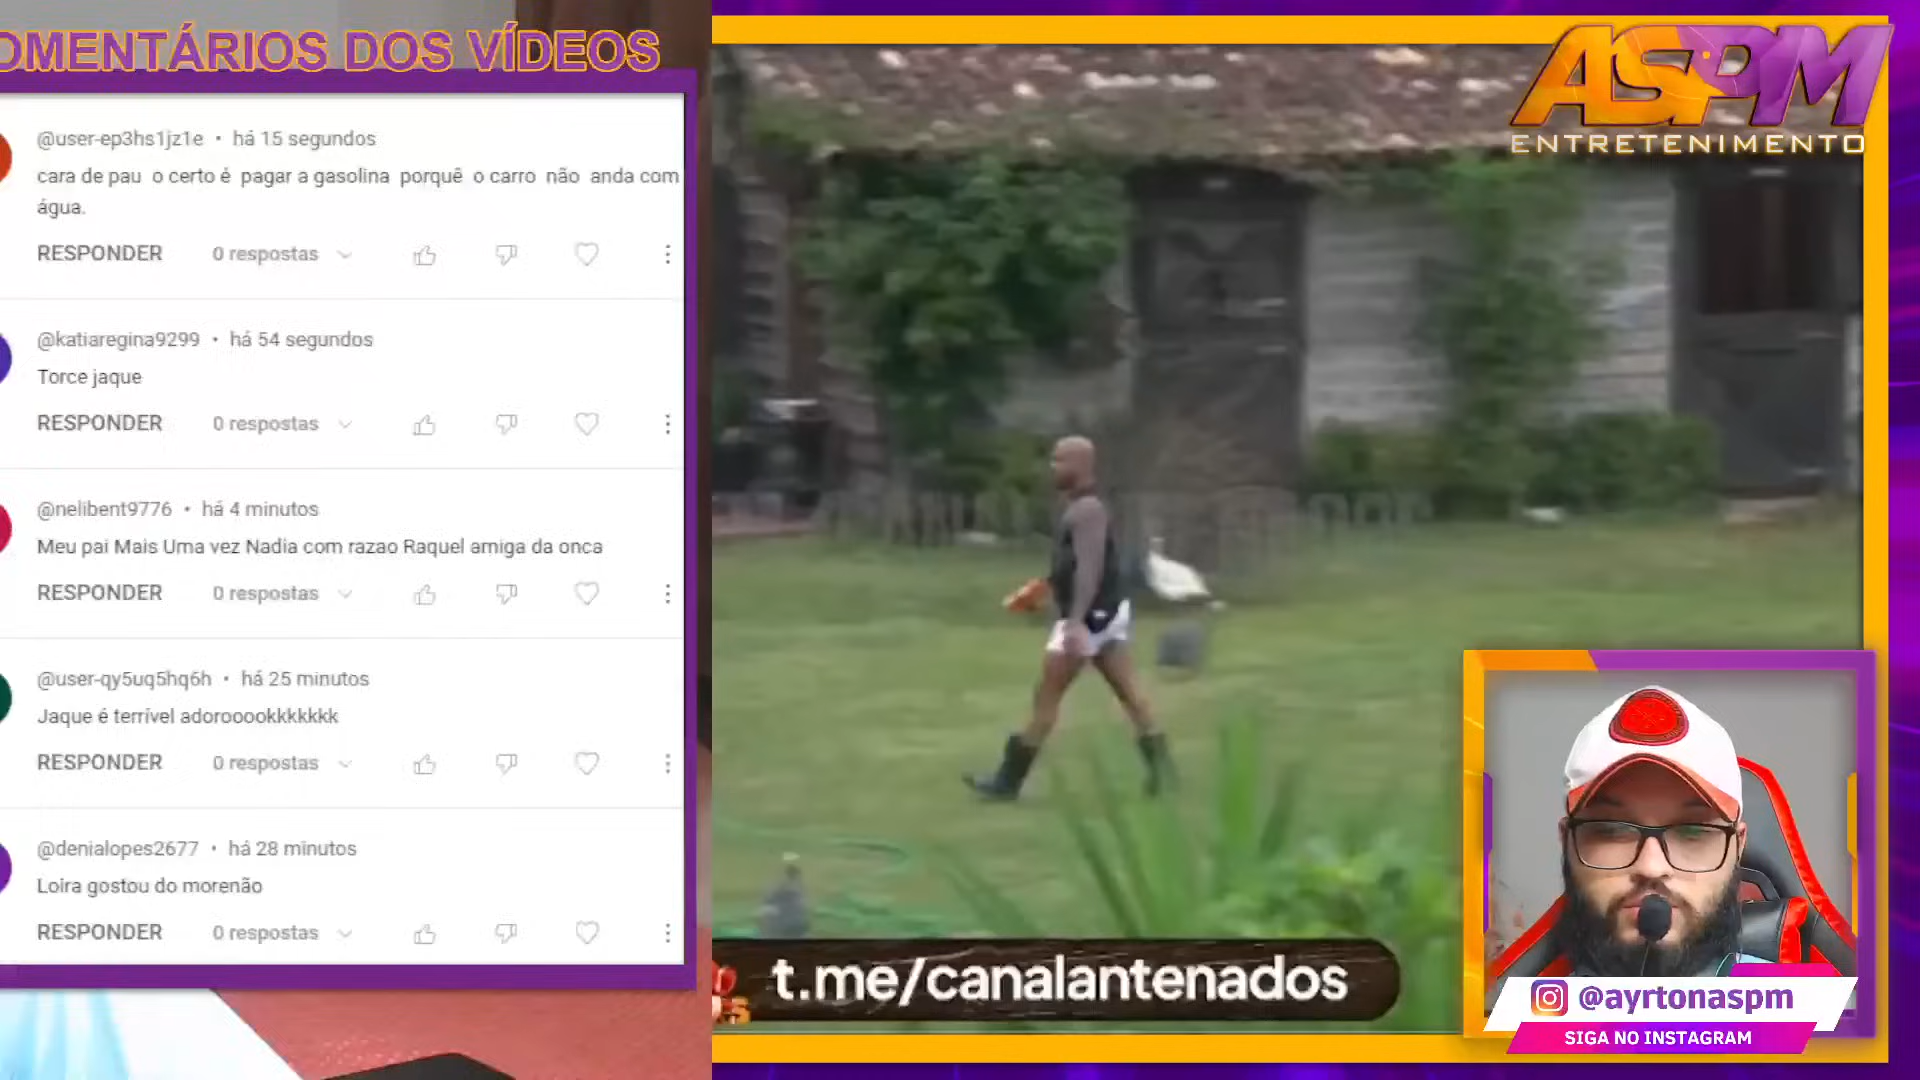 OMENTÁRIOS DOS VÍDEOS
@user-ep3hs1jz1e • há 15 segundos
cara de pau o certo é pagar a gasolina porquê o carro não anda com
água.
RESPONDER 0 respostas
@katiaregina9299 • há 54 segundos
Torce jaque
RESPONDER 0 respostas
@nelibent9776 • há 4 minutos
Meu pai Mais Uma vez Nadia com razao Raquel amiga da onca
RESPONDER 0 respostas
@user-qy5uq5hq6h • há 25 minutos
Jaque é terrível adoroookkkkkkk
RESPONDER 0 respostas
@denialopes2677 • há 28 minutos
Loira gostou do morenão
RESPONDER 0 respostas
ASPM
ENTRETENIMENTO
t.me/canalantenados
@ayrtonaspm
SIGA NO INSTAGRAM